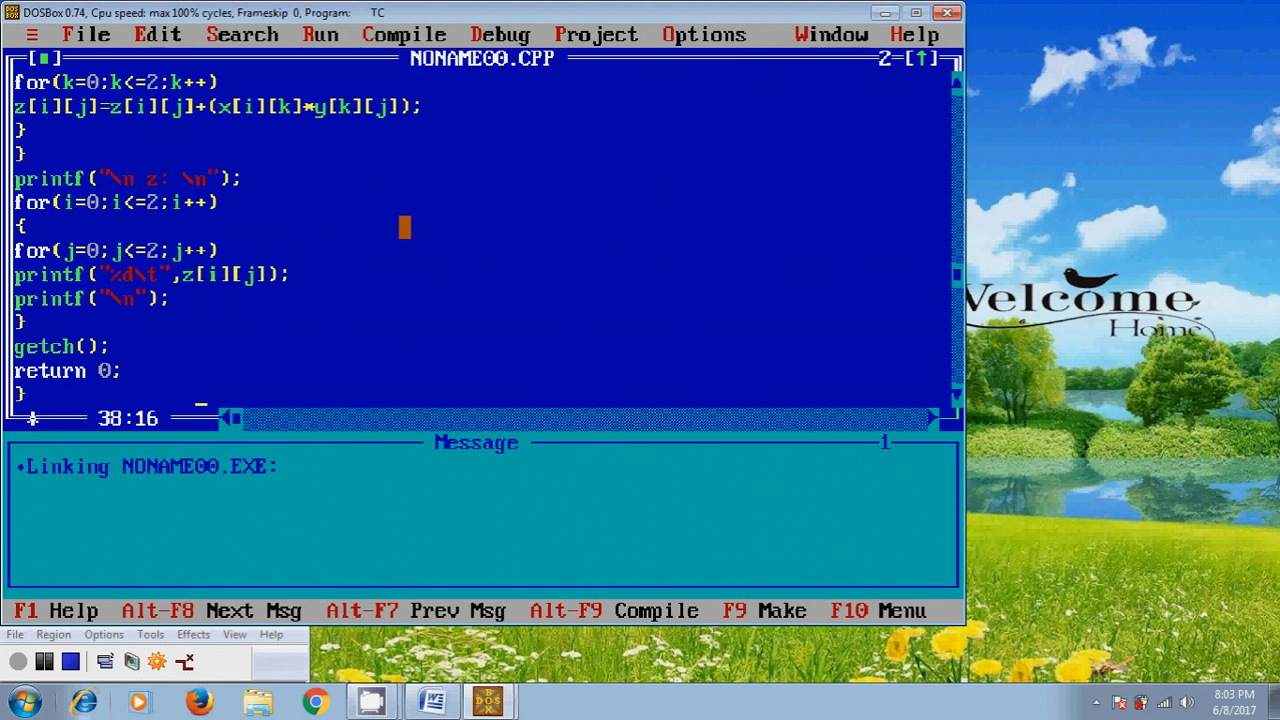 DOSBox 0.74, Cpu speed: max 100% cycles, Frameskip 0, Program: TC
≡ File Edit Search Run Compile Debug Project Options Window Help
[■] NONAME00.CPP 2=[↑]
for(k=0;k<=2;k++)
z[i][j]=z[i][j]+(x[i][k]*y[k][j]);
}
}
printf("\n z: \n");
for(i=0;i<=2;i++)
{
for(j=0;j<=2;j++)
printf("%d\t",z[i][j]);
printf("\n");
}
getch();
return 0;
}
38:16
Message 1
•Linking NONAME00.EXE:
F1 Help Alt-F8 Next Msg Alt-F7 Prev Msg Alt-F9 Compile F9 Make F10 Menu
Welcome
Home
File Region Options Tools Effects View Help
BOSX
8:03 PM
6/8/2017